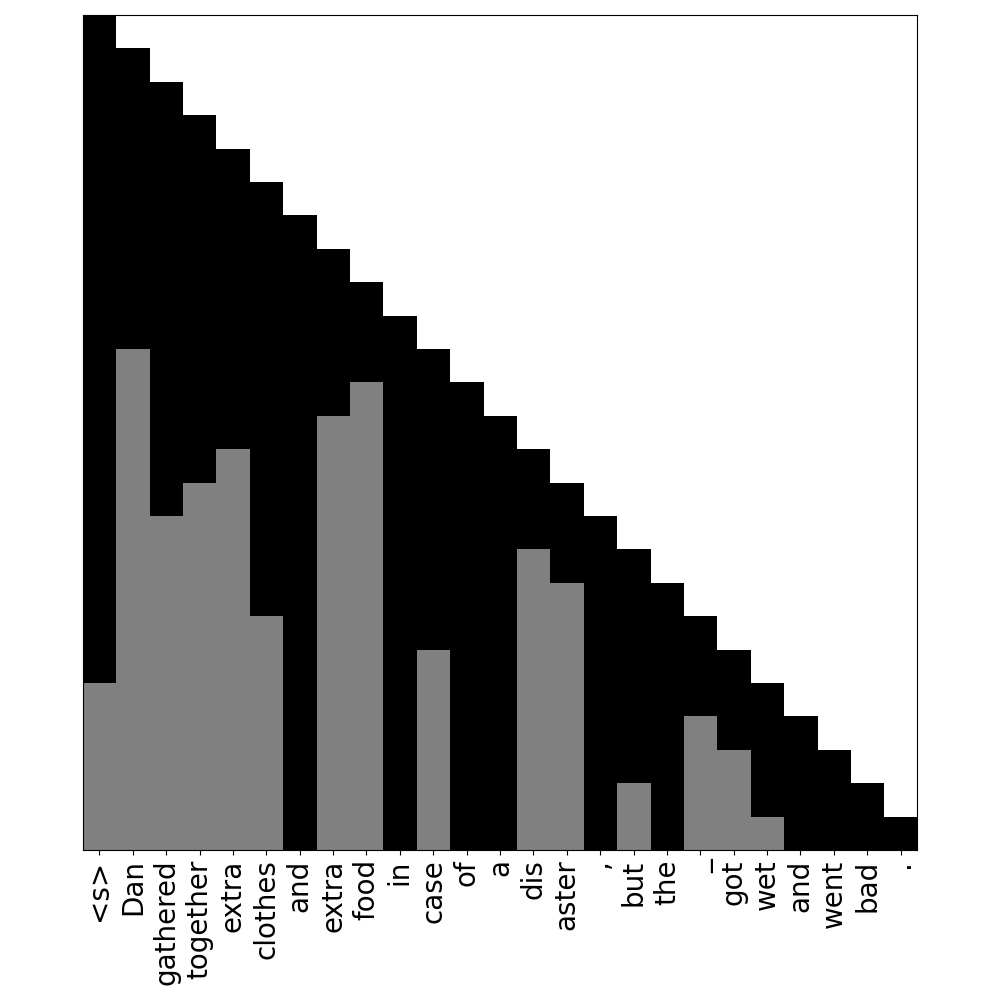 <s> Dan gathered together extra clothes and extra food in case of a dis aster , but the _ got wet and went bad .